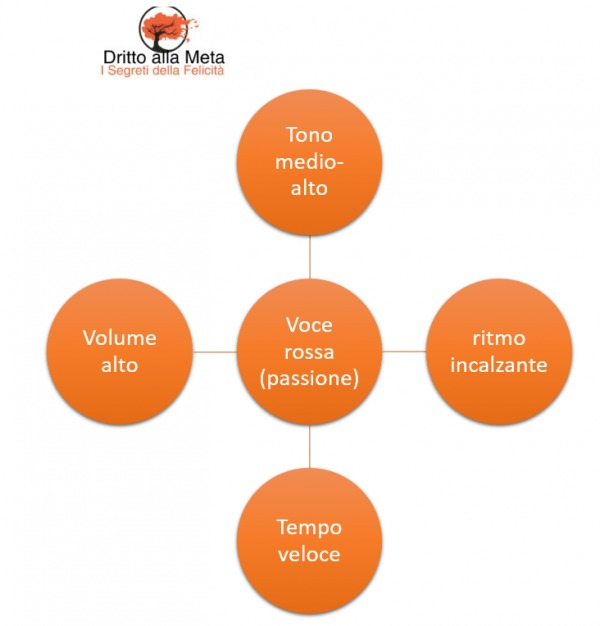 Dritto alla Meta
I Segreti della Felicità
Tono
medio-
alto
Volume
alto
Voce
rossa
(passione)
ritmo
incalzante
Tempo
veloce